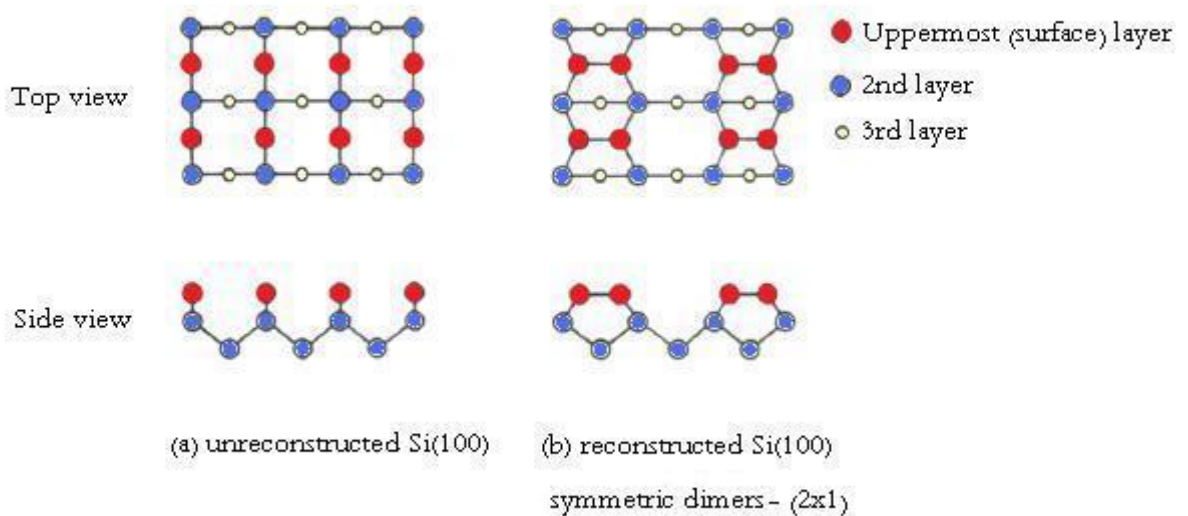 Uppermost (surface) layer
Top view
2nd layer
3rd layer
Side view
(a) unreconstructed Si(100)
(b) reconstructed Si(100)
symmetric dimers- (2x1)